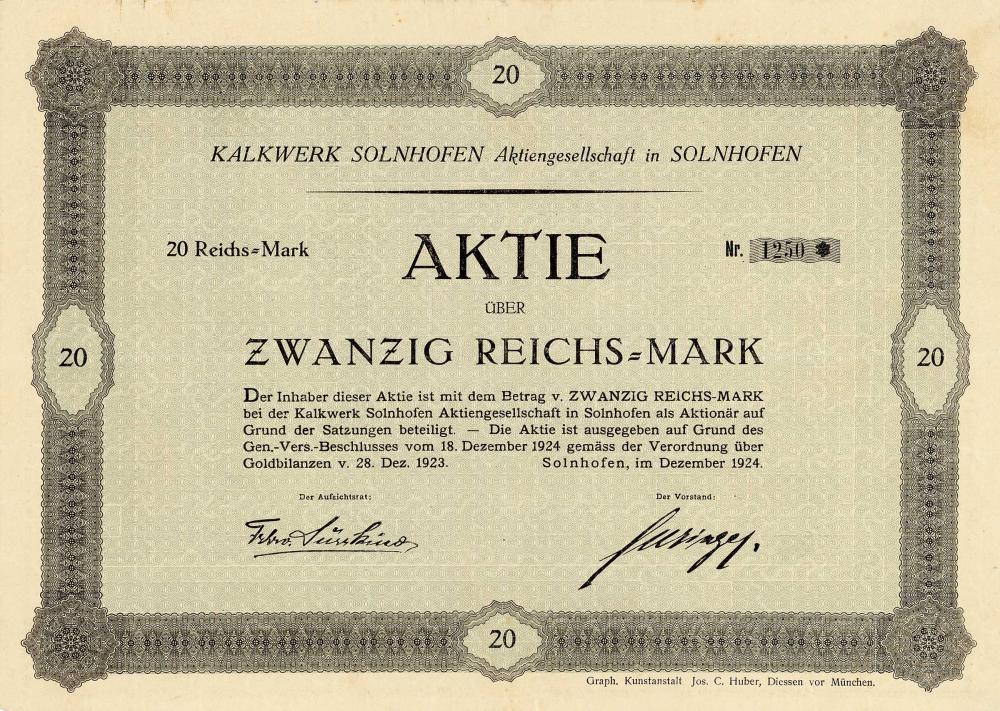 20
KALKWERK SOLNHOFEN Aktiengesellschaft in SOLNHOFEN
20 Reichs=Mark
AKTIE
Nr. 1250
ÜBER
20
ZWANZIG REICHS=MARK
20
Der Inhaber dieser Aktie ist mit dem Betrag v. ZWANZIG REICHS-MARK
bei der Kalkwerk Solnhofen Aktiengesellschaft in Solnhofen als Aktionär auf
Grund der Satzungen beteiligt. — Die Aktie ist ausgegeben auf Grund des
Gen.-Vers.-Beschlusses vom 18. Dezember 1924 gemäss der Verordnung über
Goldbilanzen v. 28. Dez. 1923. Solnhofen, im Dezember 1924.
Der Aufsichtsrat: Der Vorstand:
20
Graph. Kunstanstalt Jos. C. Huber, Diessen vor München.